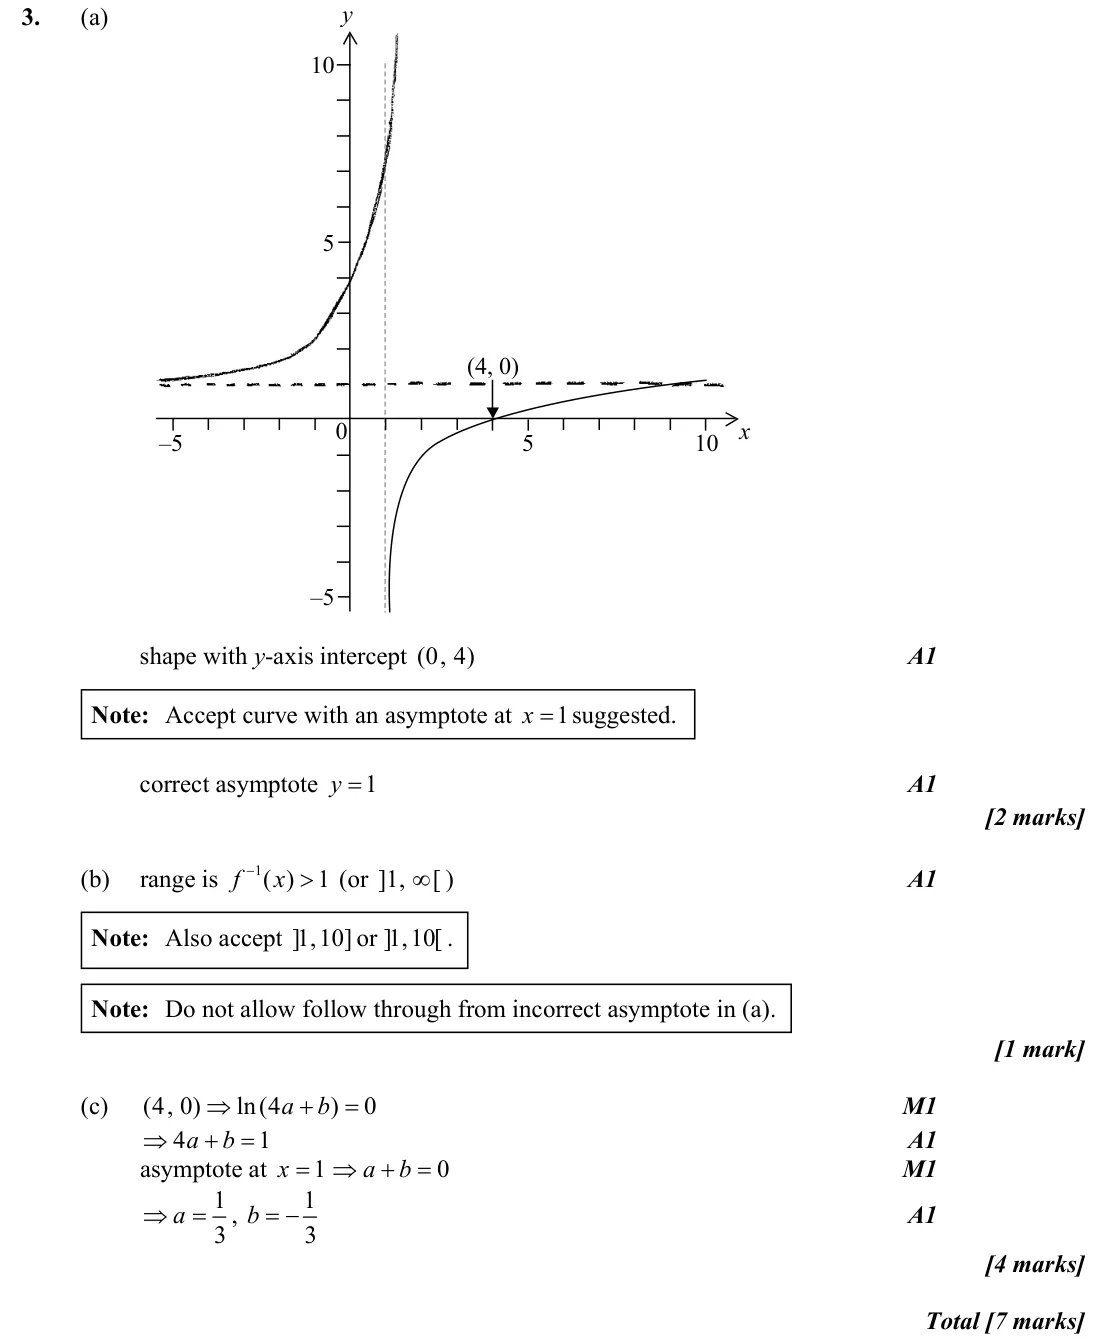 3. (a)
y
10
5
(4, 0)
–5 0 5 10 x
–5
shape with y-axis intercept (0, 4) A1
Note: Accept curve with an asymptote at x = 1 suggested.
correct asymptote y = 1 A1
[2 marks]
(b) range is f⁻¹(x) > 1 (or ]1, ∞[ ) A1
Note: Also accept ]1, 10] or ]1, 10[ .
Note: Do not allow follow through from incorrect asymptote in (a).
[1 mark]
(c) (4, 0) ⇒ ln(4a + b) = 0 M1
⇒ 4a + b = 1 A1
asymptote at x = 1 ⇒ a + b = 0 M1
⇒ a = 1/3, b = −1/3 A1
[4 marks]
Total [7 marks]